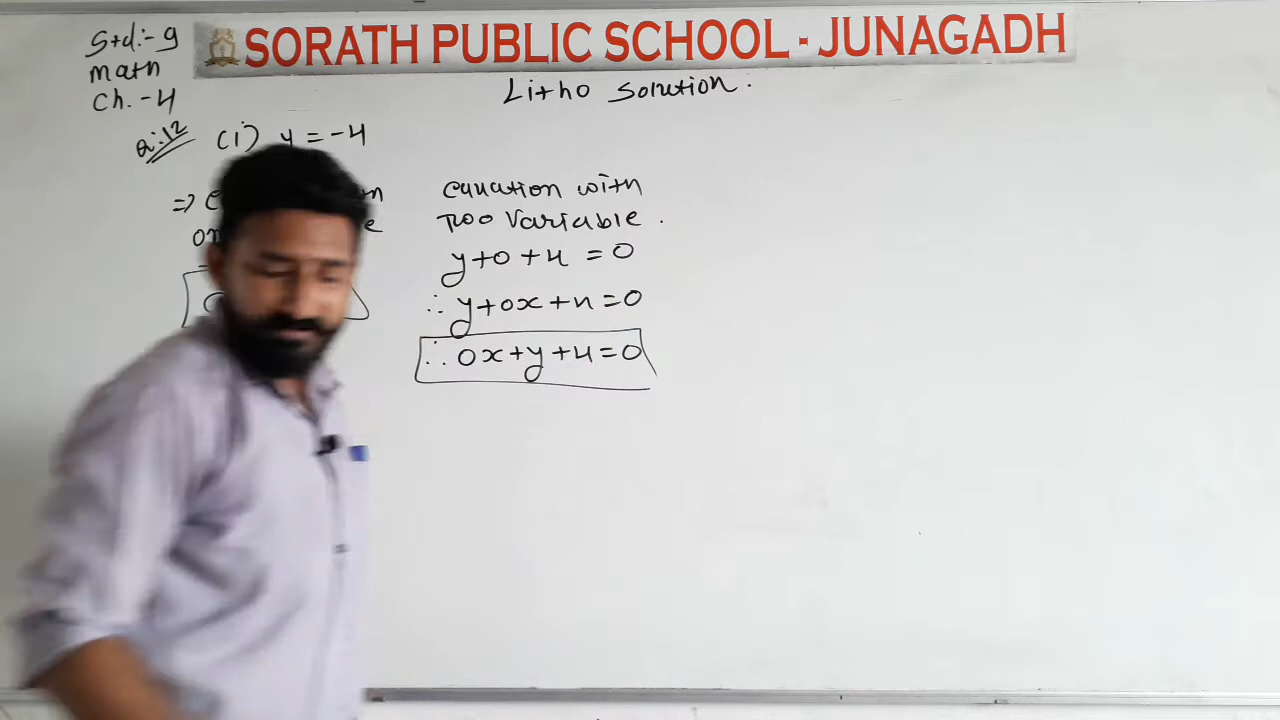 Std:- 9
math
Ch. - 4
SORATH PUBLIC SCHOOL - JUNAGADH
Litho Solution.
Q:12 (i) y = -4
⇒
equation with
two variable.
y+0+4 = 0
∴ y+0x+4=0
∴ 0x+y+4=0